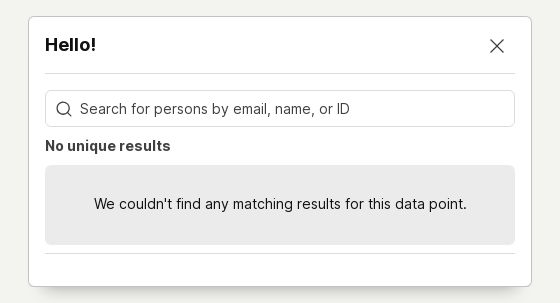 Hello!
Search for persons by email, name, or ID
No unique results
We couldn't find any matching results for this data point.